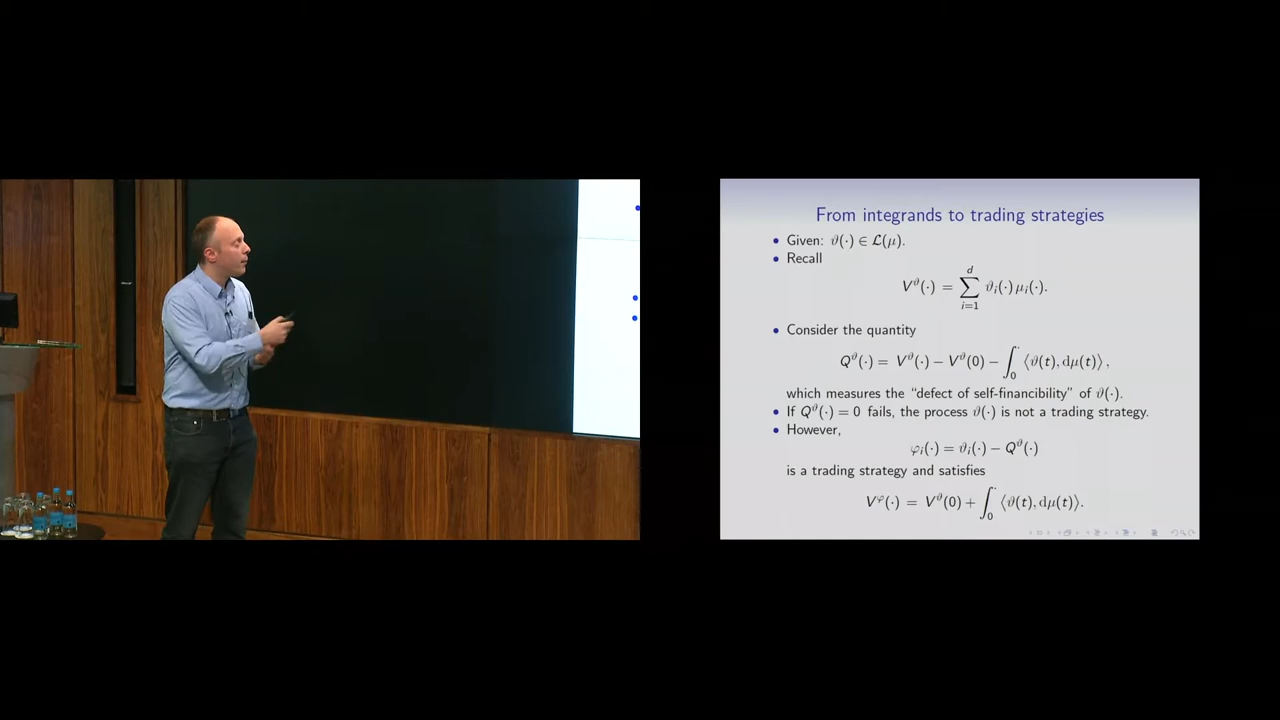 From integrands to trading strategies
• Given: ϑ(·) ∈ ℒ(μ).
• Recall
V^ϑ(·) = ∑_{i=1}^{d} ϑ_i(·) μ_i(·).
• Consider the quantity
Q^ϑ(·) = V^ϑ(·) − V^ϑ(0) − ∫_0^· ⟨ϑ(t), dμ(t)⟩,
which measures the “defect of self-financibility” of ϑ(·).
• If Q^ϑ(·) = 0 fails, the process ϑ(·) is not a trading strategy.
• However,
φ_i(·) = ϑ_i(·) − Q^ϑ(·)
is a trading strategy and satisfies
V^φ(·) = V^ϑ(0) + ∫_0^· ⟨ϑ(t), dμ(t)⟩.